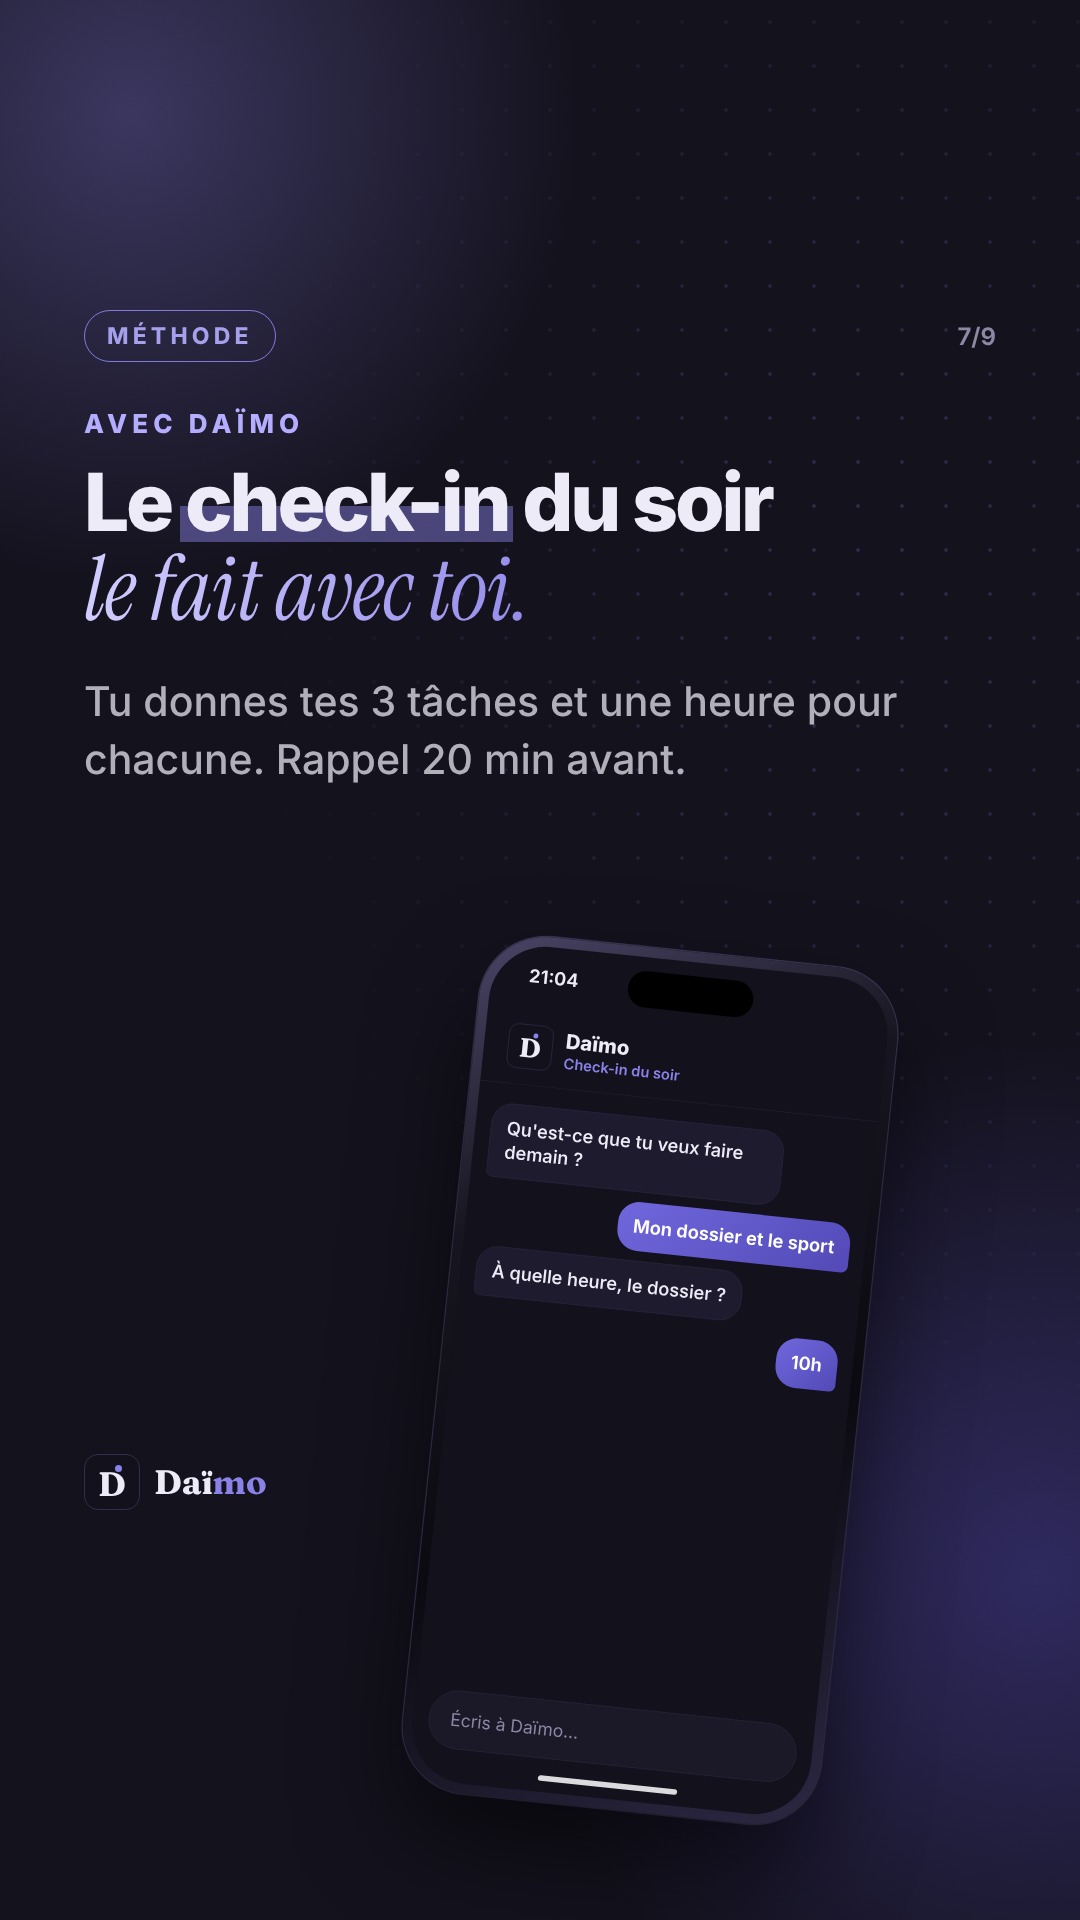 MÉTHODE
7/9
AVEC DAÏMO
Le check-in du soir
le fait avec toi.
Tu donnes tes 3 tâches et une heure pour
chacune. Rappel 20 min avant.
21:04
D
Daïmo
Check-in du soir
Qu'est-ce que tu veux faire
demain ?
Mon dossier et le sport
À quelle heure, le dossier ?
10h
D
Daïmo
Écris à Daïmo...